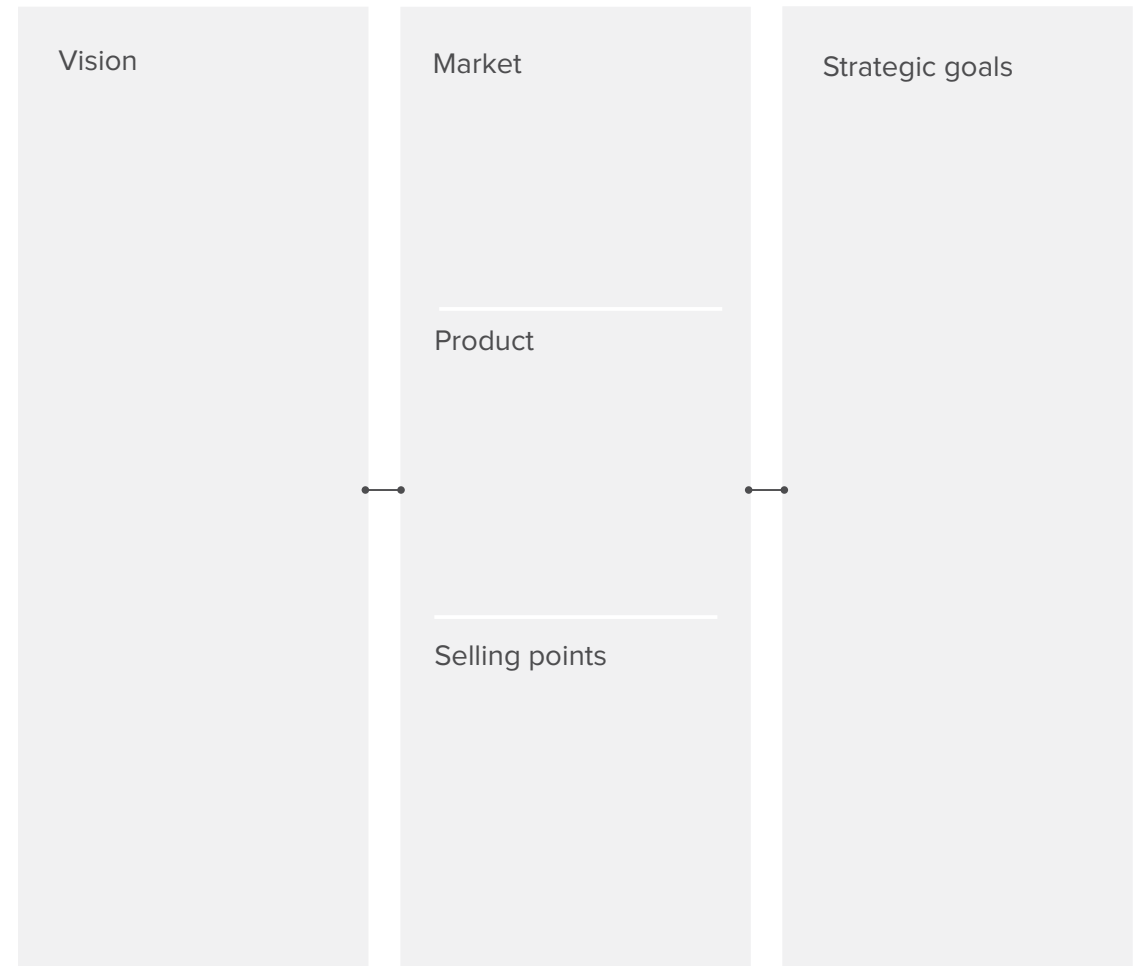 Vision
Market
Product
Selling points
Strategic goals